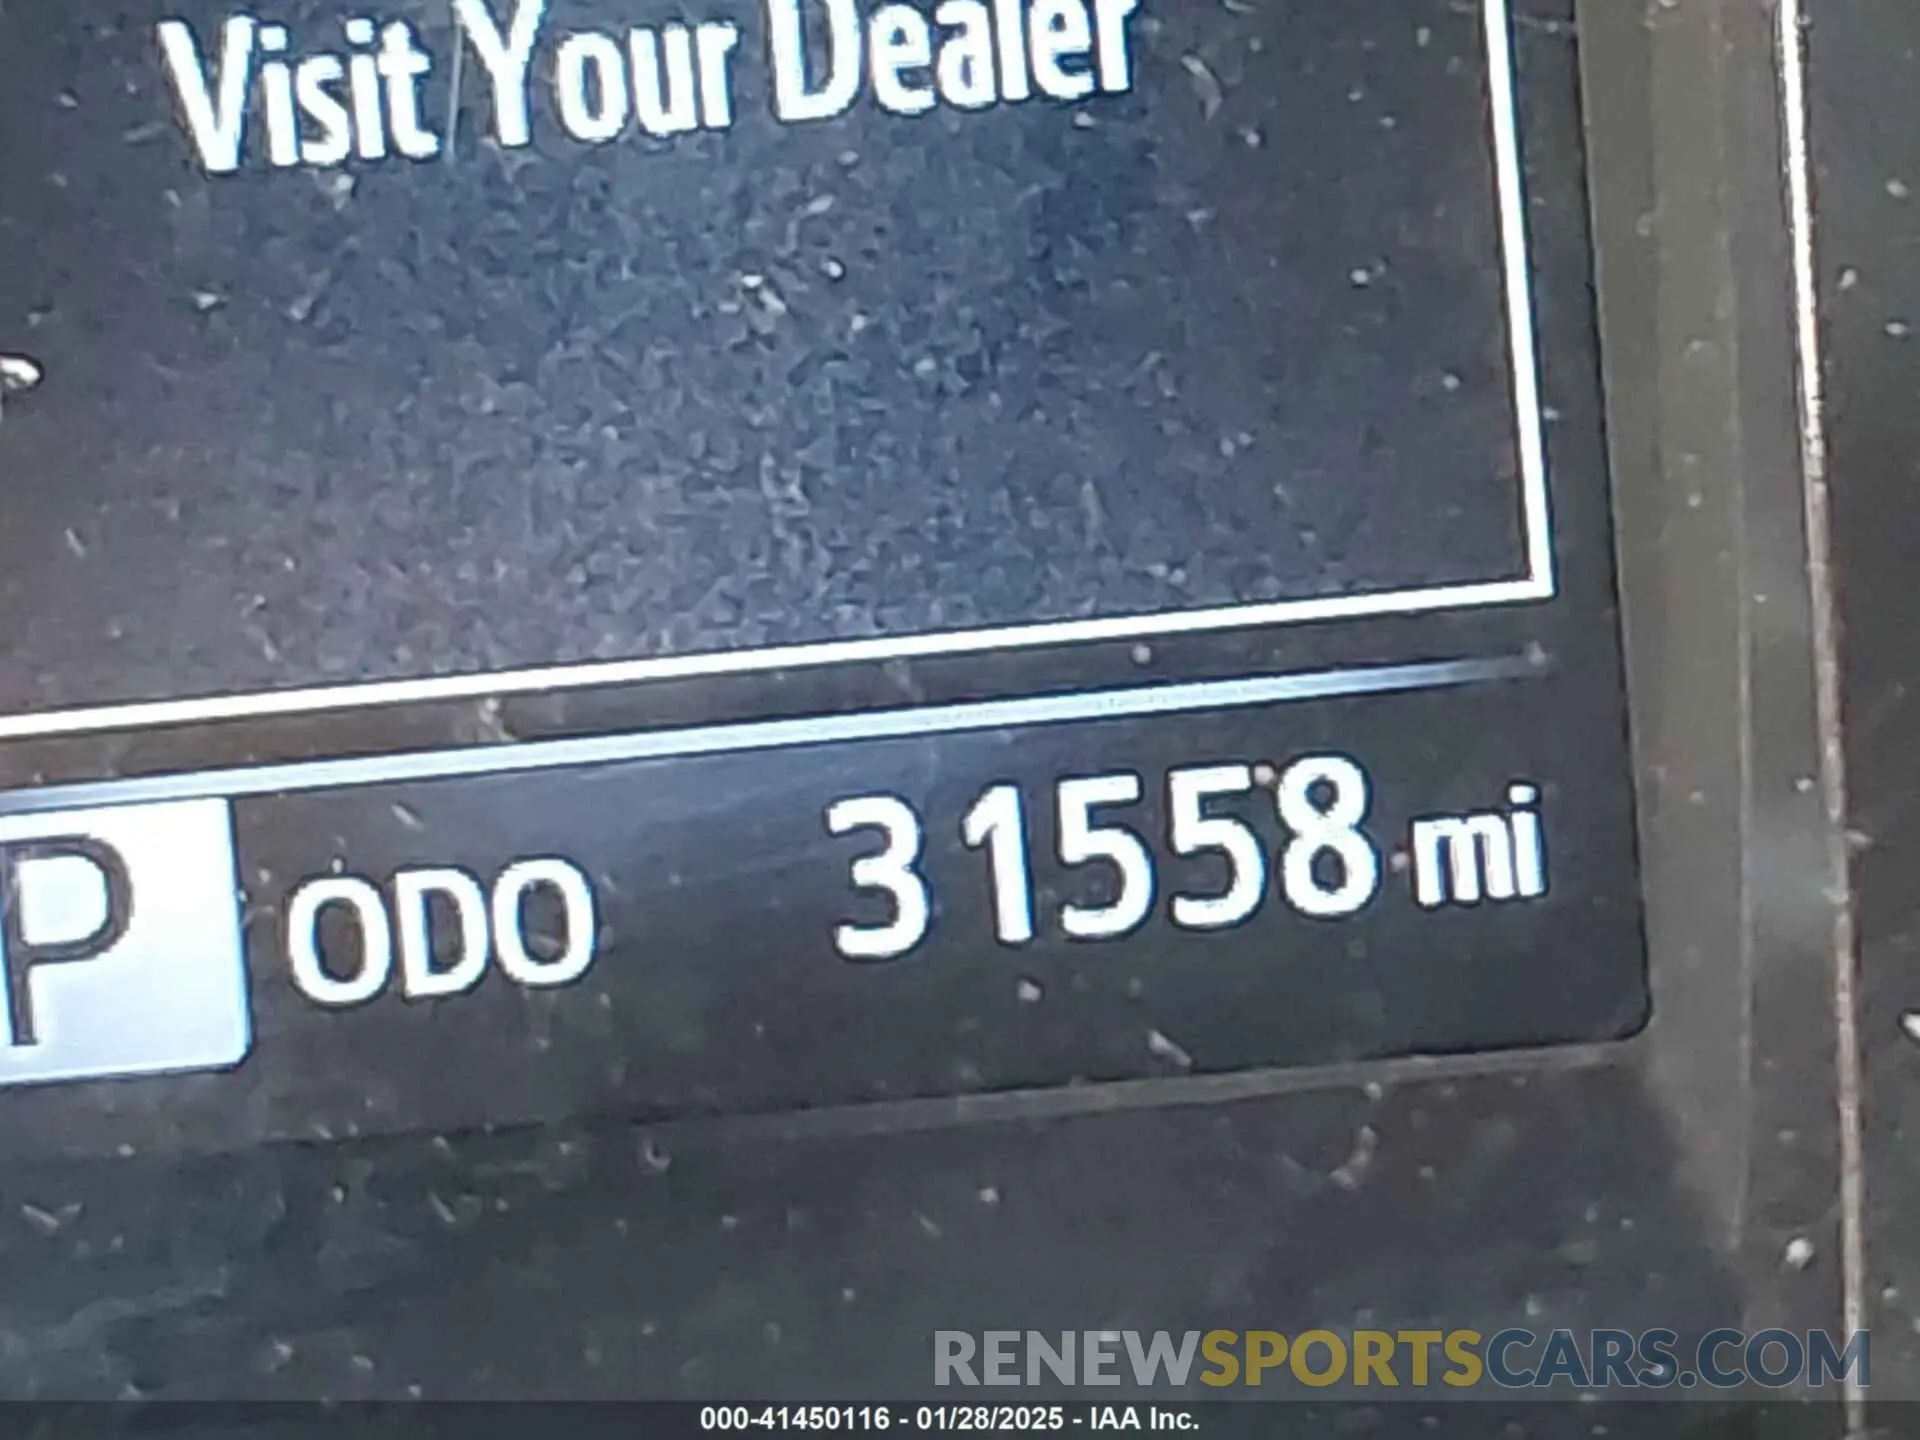 Visit Your Dealer
P ODO 31558 mi
RENEWSPORTSCARS.COM
000-41450116 - 01/28/2025 - IAA Inc.